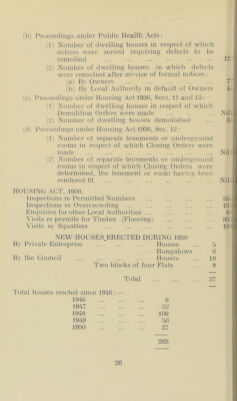 (b) Proceedings under Public Health Acts:
(1) Number of dwelling houses in respect of which
notices were served requiring defects to be
remedied ... ... ... ... ... 12
(2) Number of dwelling houses in which defects
were remedied after service of formal notices:
(a) By Owners ... ... ... ... 7
(b) By Local Authority in default of Owners
(c) Proceedings under Housing Act 1936, Secs. 11 and 13:
(1) Number of dwelling houses in respect of which
Demolition Orders were made ... ... Nil
(2) Number of dwelling houses demolished ... 3
(d) Proceedings under Housing Act 1936, Sec. 12:
(1) Number of separate tenements or underground
rooms in respect of which Closing Orders were
made ... ... ... ... ... Nil
(2) Number of separate tenements or underground
rooms in respect of which Closing Orders were
determined, the tenement or room having been
rendered fit ... ... ... ... Nil
HOUSING ACT, 1936.
Inspections re Permitted Numbers ... ...
Inspections re Overcrowding ... ... ...
Enquiries for other Local Authorities ... ...
Visits re permits for Timber (Flooring) ...
Visits re Squatters ... ... ... ...
NEW HOUSES ERECTED DURING 1950
By Private Enterprise ... ... ... Houses ... 5
Bungalows 6
By the Council ... ... ... Houses ... 18
Two blocks of four Flats ... 8
Total ... ... 37
Total houses erected since 1946:—
1946 ... ... ... 9
1947 ... ... ... 52
1948 ... ... ... 109
1949 ... ... ... 56
1950 ... ... ... 37
263
26